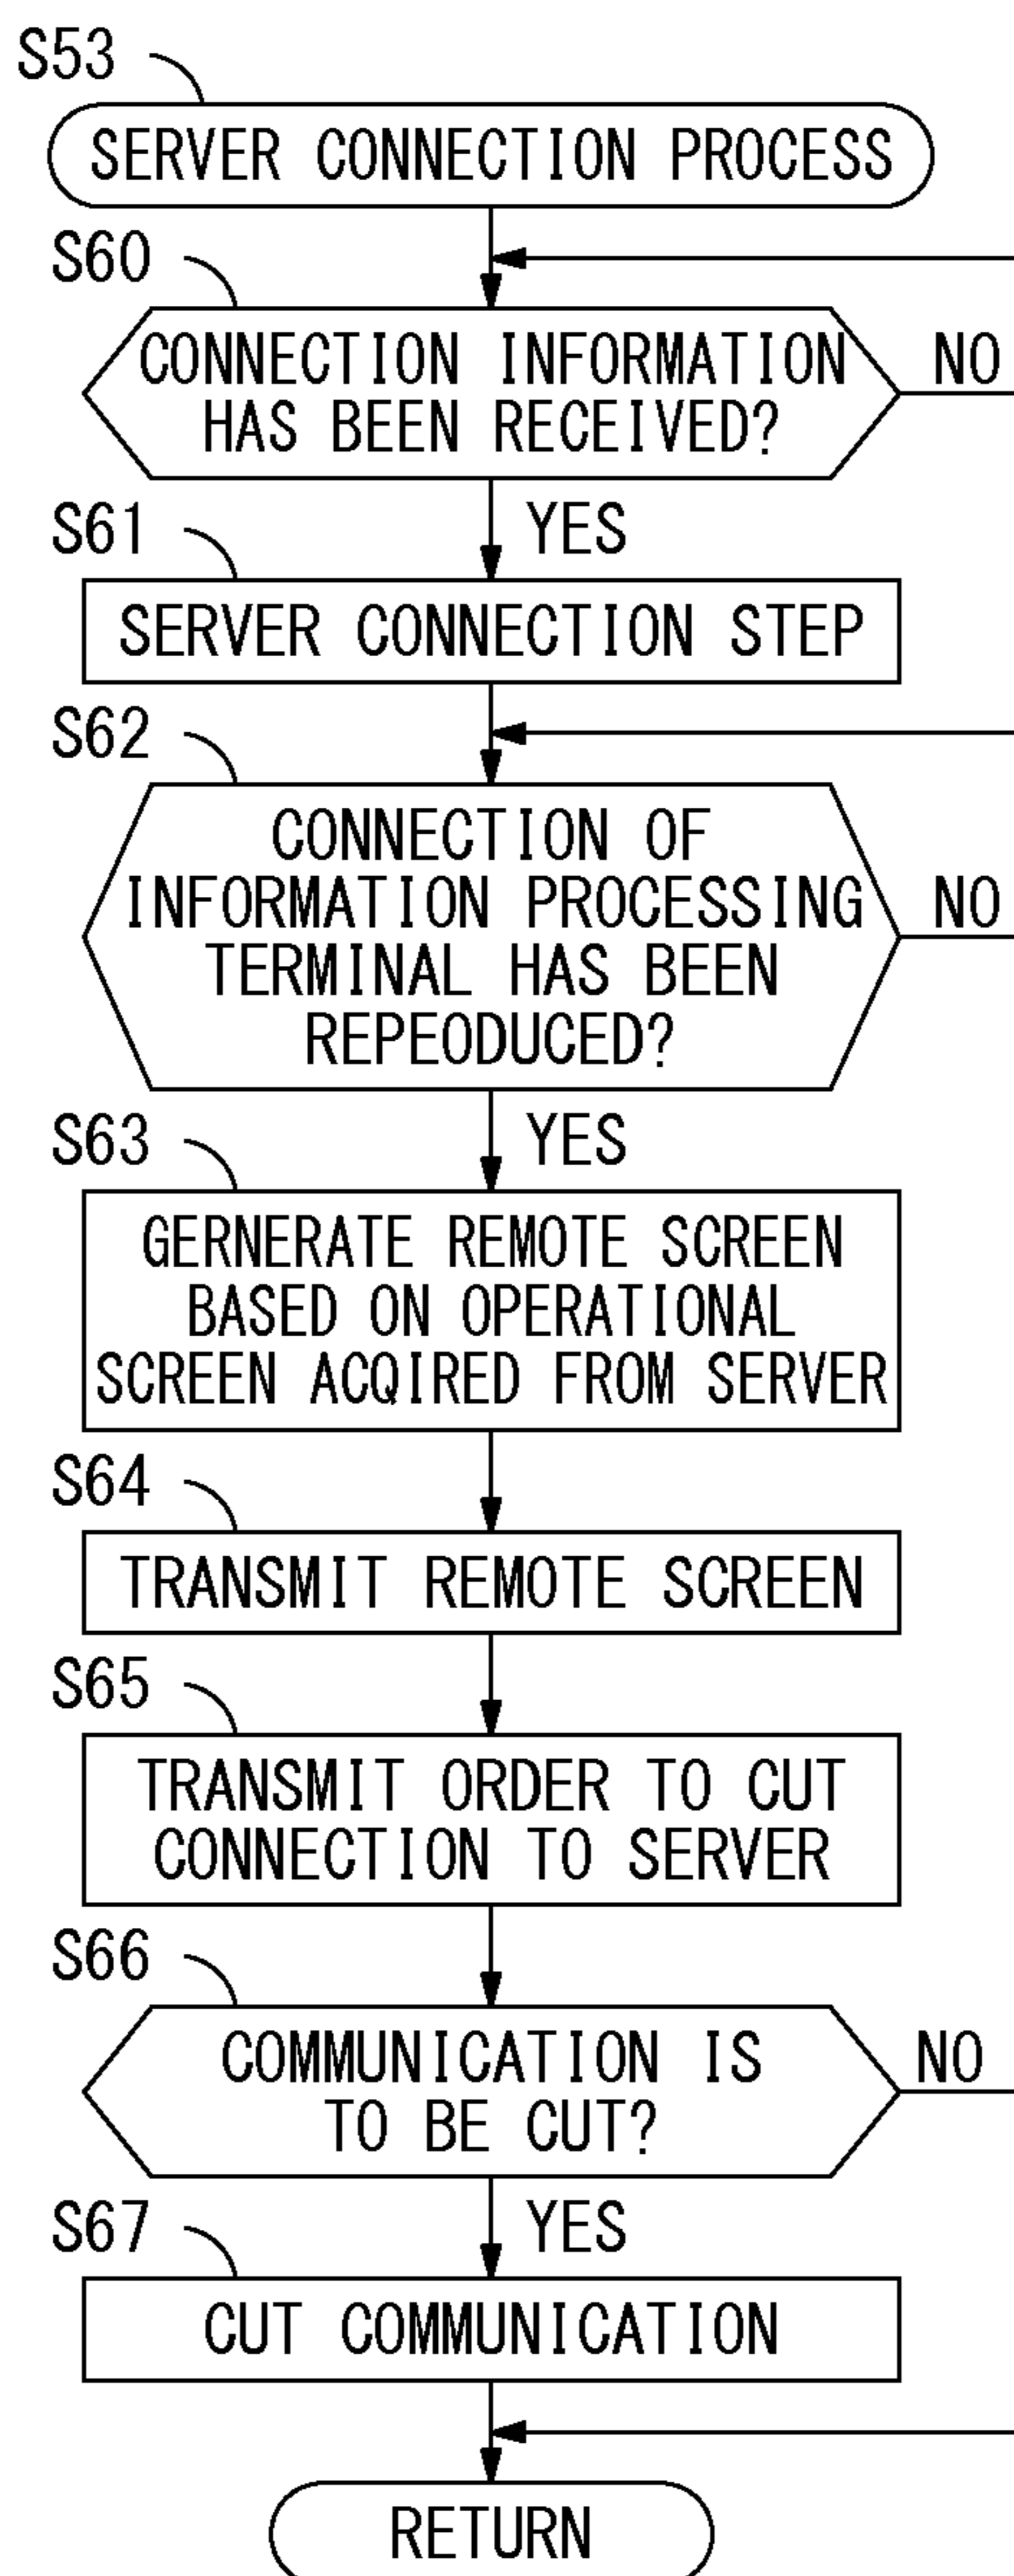 S53
SERVER CONNECTION PROCESS
S60
CONNECTION INFORMATION
HAS BEEN RECEIVED?
NO
YES
S61
SERVER CONNECTION STEP
S62
CONNECTION OF
INFORMATION PROCESSING
TERMINAL HAS BEEN
REPEODUCED?
NO
YES
S63
GERNERATE REMOTE SCREEN
BASED ON OPERATIONAL
SCREEN ACQIRED FROM SERVER
S64
TRANSMIT REMOTE SCREEN
S65
TRANSMIT ORDER TO CUT
CONNECTION TO SERVER
S66
COMMUNICATION IS
TO BE CUT?
NO
YES
S67
CUT COMMUNICATION
RETURN